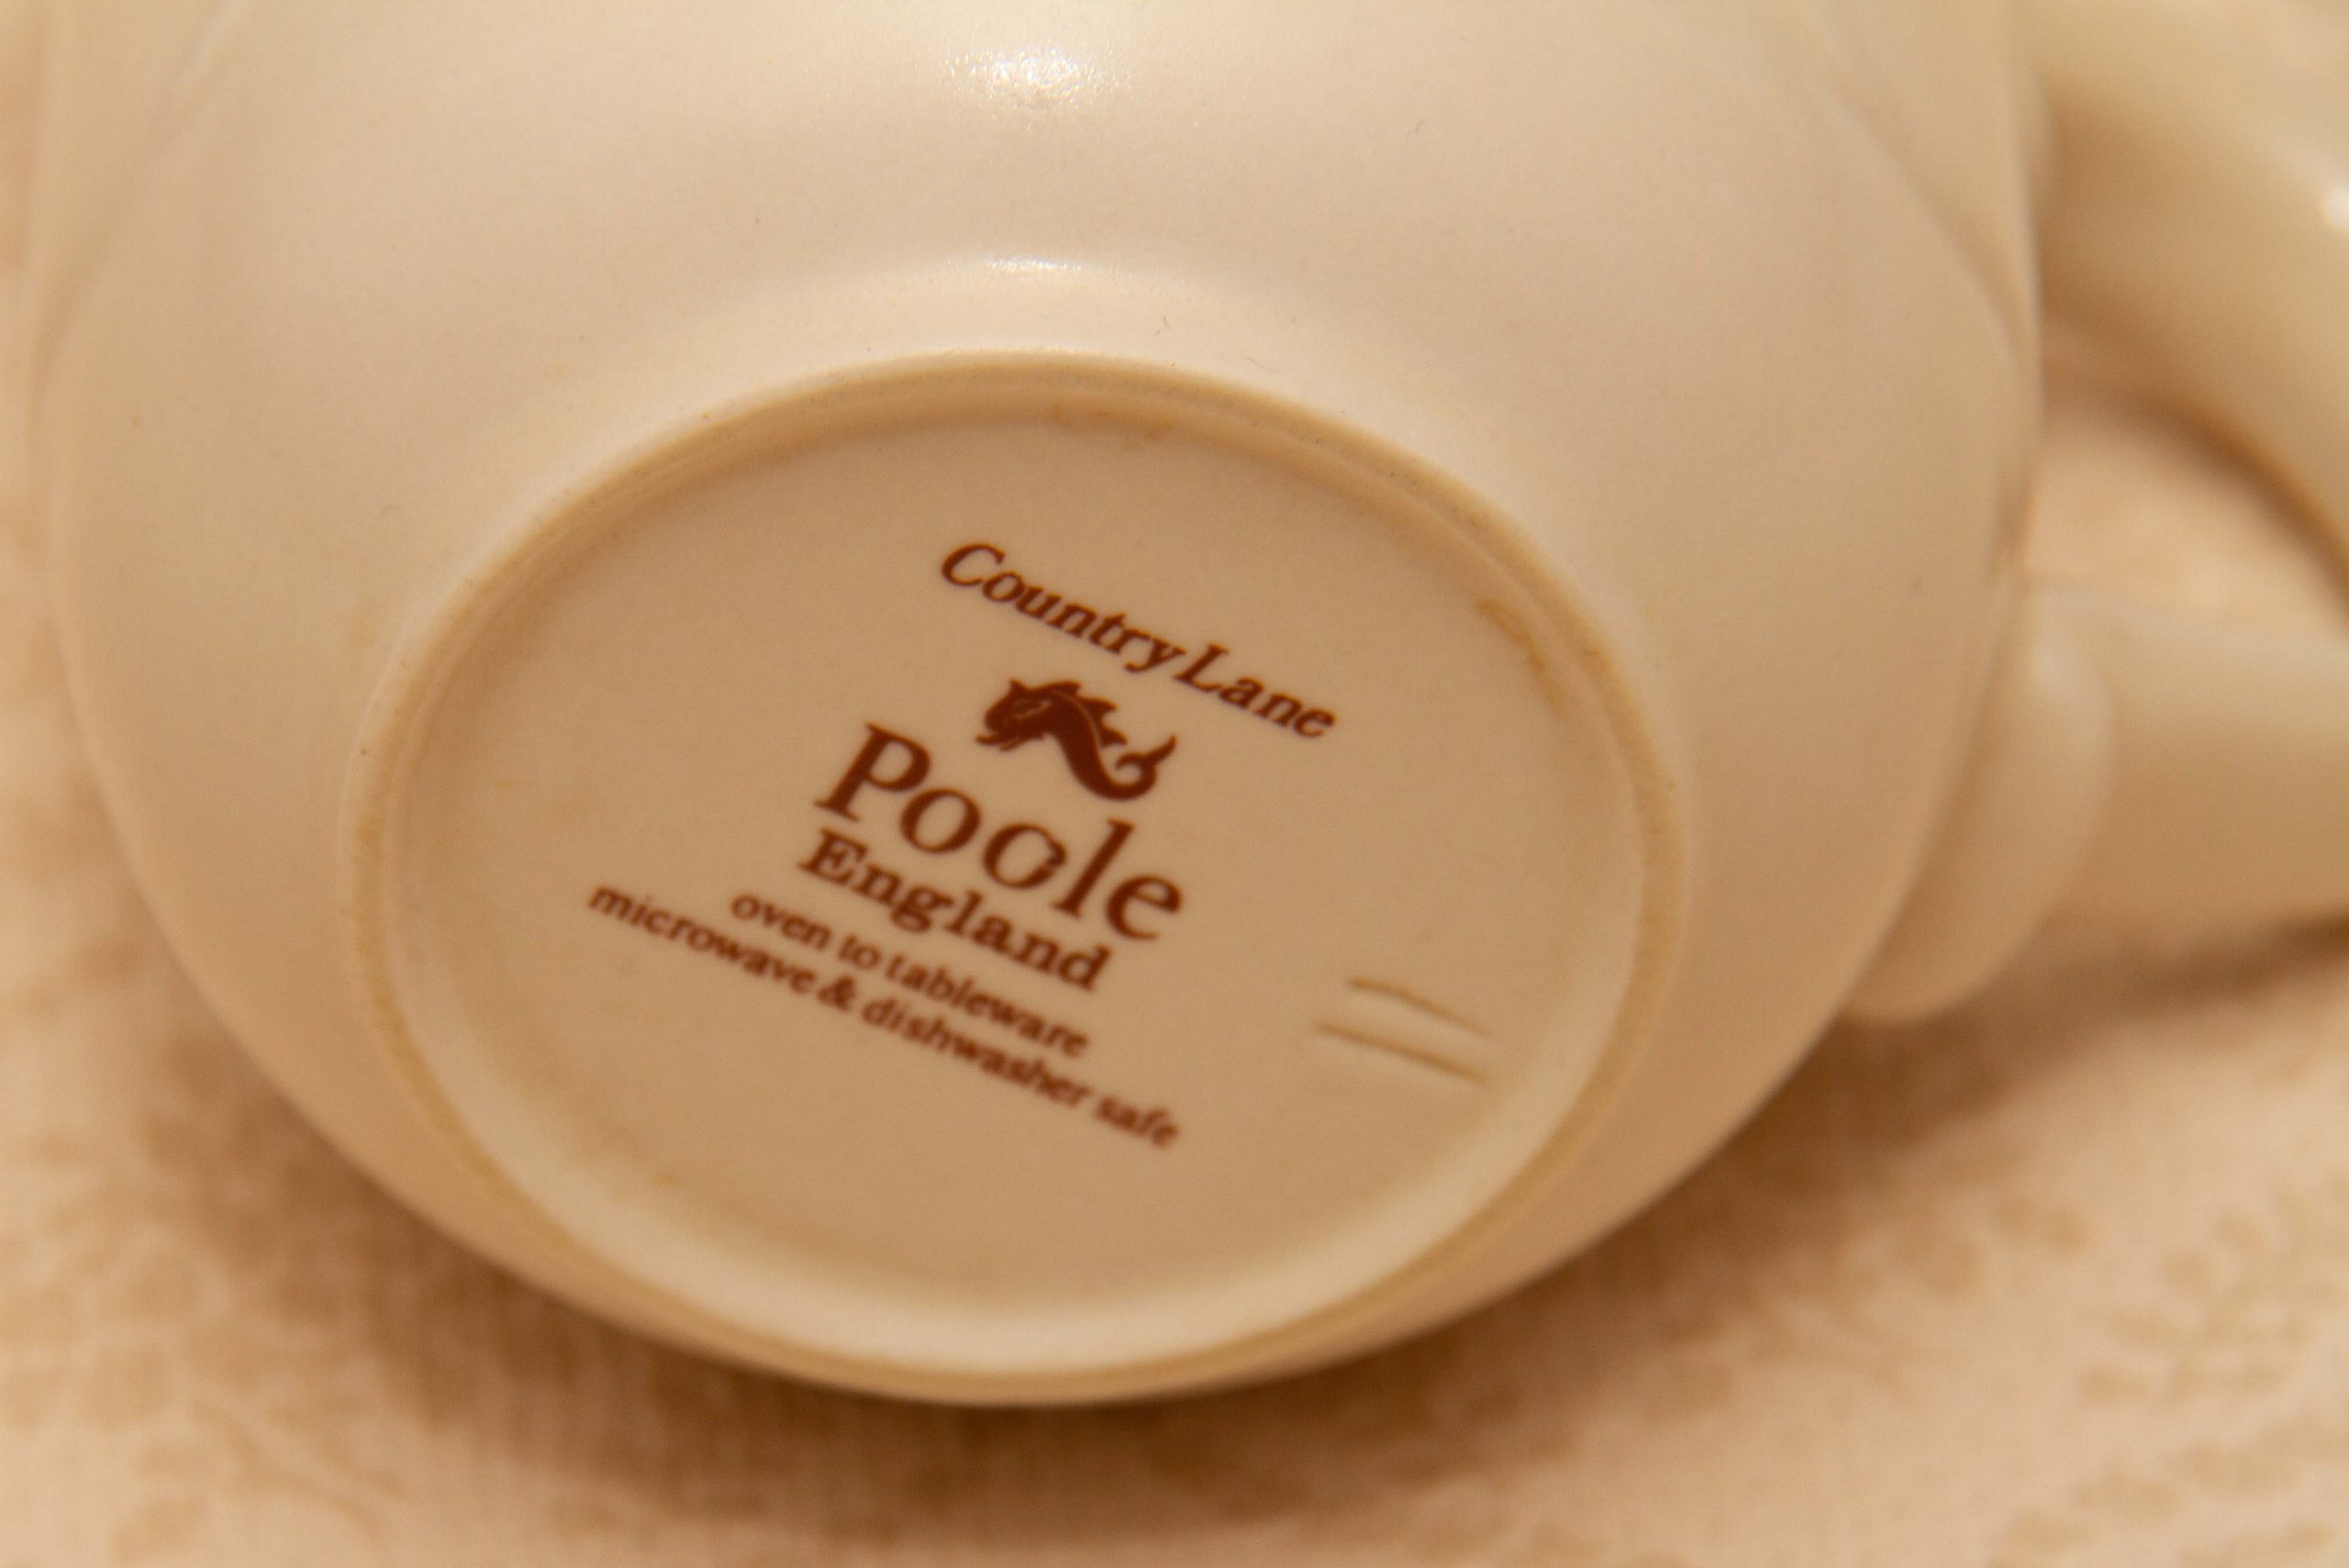 Country Lane
Poole
England
oven to tableware
microwave & dishwasher safe